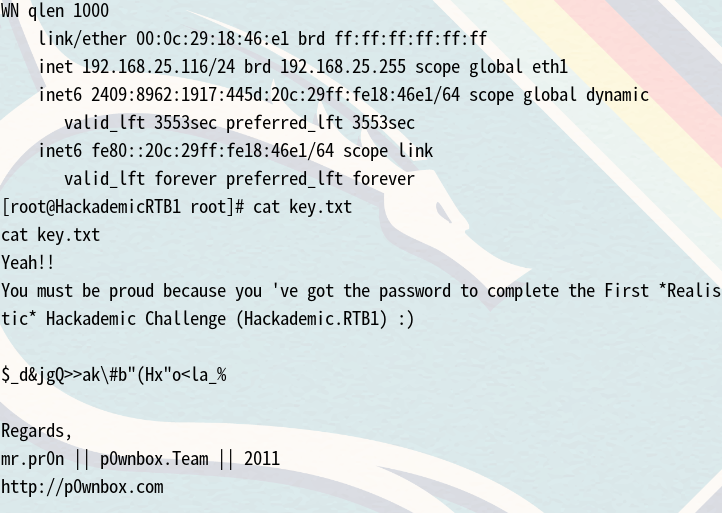 WN qlen 1000
    link/ether 00:0c:29:18:46:e1 brd ff:ff:ff:ff:ff:ff
    inet 192.168.25.116/24 brd 192.168.25.255 scope global eth1
    inet6 2409:8962:1917:445d:20c:29ff:fe18:46e1/64 scope global dynamic
       valid_lft 3553sec preferred_lft 3553sec
    inet6 fe80::20c:29ff:fe18:46e1/64 scope link
       valid_lft forever preferred_lft forever
[root@HackademicRTB1 root]# cat key.txt
cat key.txt
Yeah!!
You must be proud because you 've got the password to complete the First *Realis
tic* Hackademic Challenge (Hackademic.RTB1) :)

$_d&jgQ>>ak\#b"(Hx"o<la_%

Regards,
mr.pr0n || p0wnbox.Team || 2011
http://p0wnbox.com